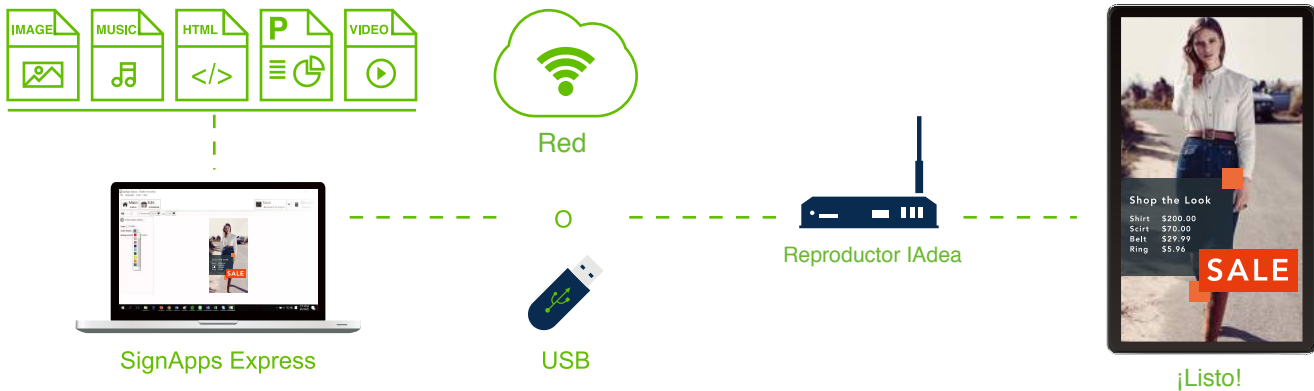 IMAGE
MUSIC
HTML
</>
P
VIDEO
Red
O
USB
SignApps Express
Reproductor IAdea
Shop the Look
Shirt $200.00
Scirt $70.00
Belt $29.99
Ring $5.96
SALE
¡Listo!
SALE